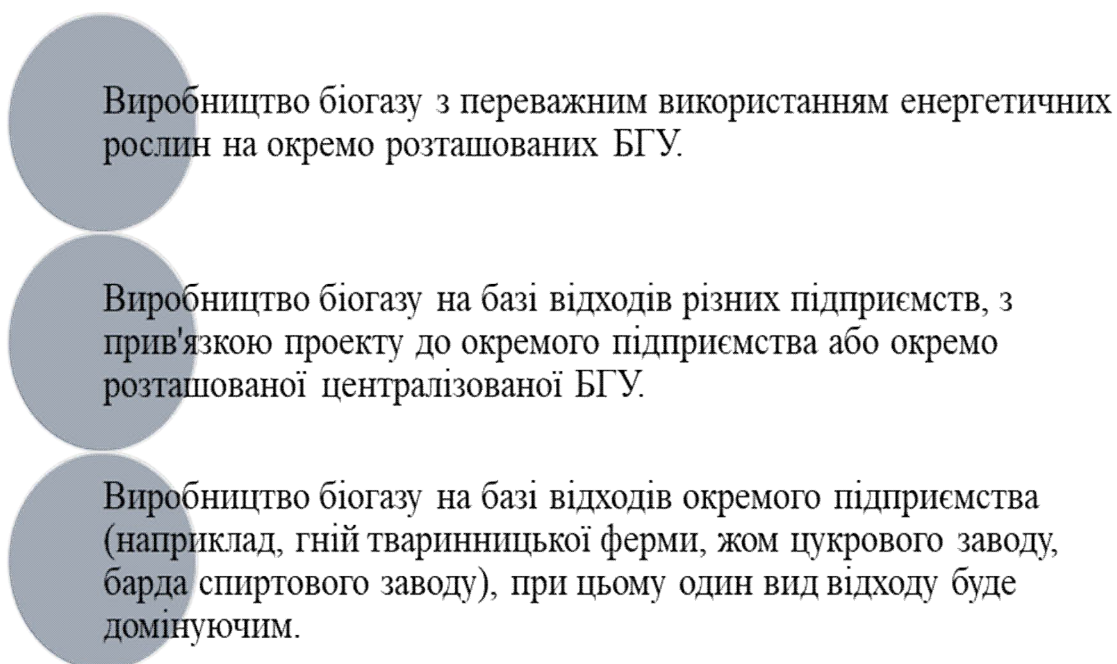 Виробництво біогазу з переважним використанням енергетичних
рослин на окремо розташованих БГУ.
Виробництво біогазу на базі відходів різних підприємств, з
прив'язкою проекту до окремого підприємства або окремо
розташованої централізованої БГУ.
Виробництво біогазу на базі відходів окремого підприємства
(наприклад, гній тваринницької ферми, жом цукрового заводу,
барда спиртового заводу), при цьому один вид відходу буде
домінуючим.